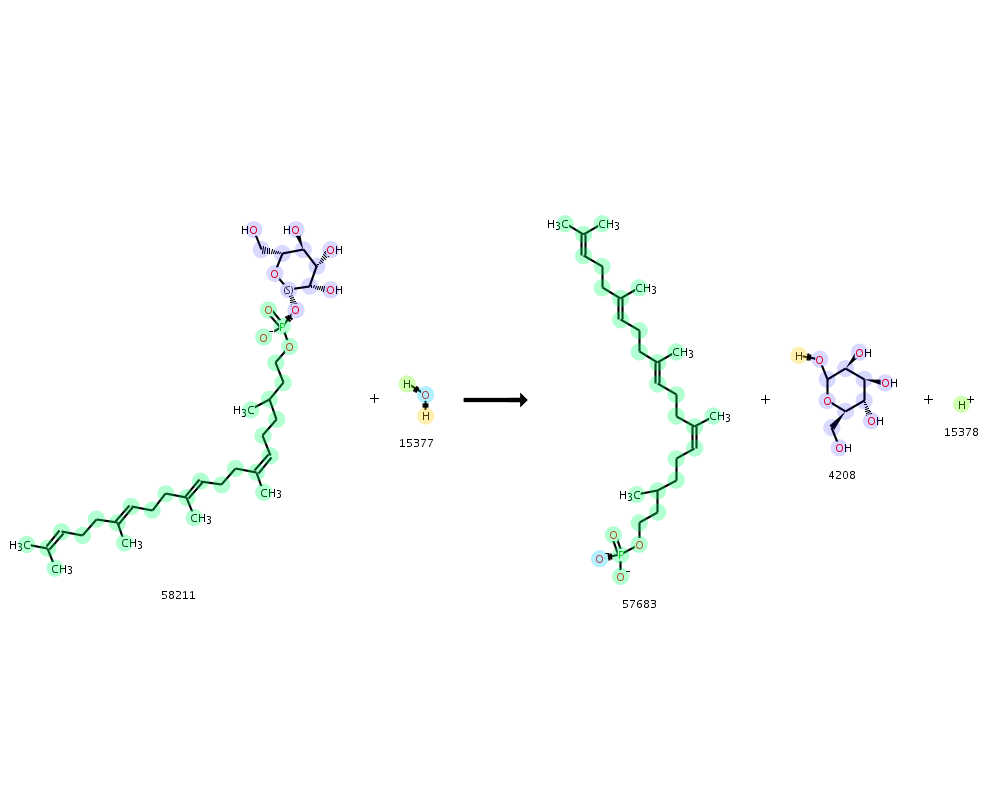 HO HO OH
O OH
(S)
O
O P
O⁻ O
H₃C
CH₃
CH₃
CH₃
H₃C
CH₃
58211
+
H O
H
15377
H₃C CH₃
CH₃
CH₃
CH₃
H₃C
O O
O⁻ P
O⁻
57683
+
H O OH
OH
O OH
OH
4208
+
H⁺
15378